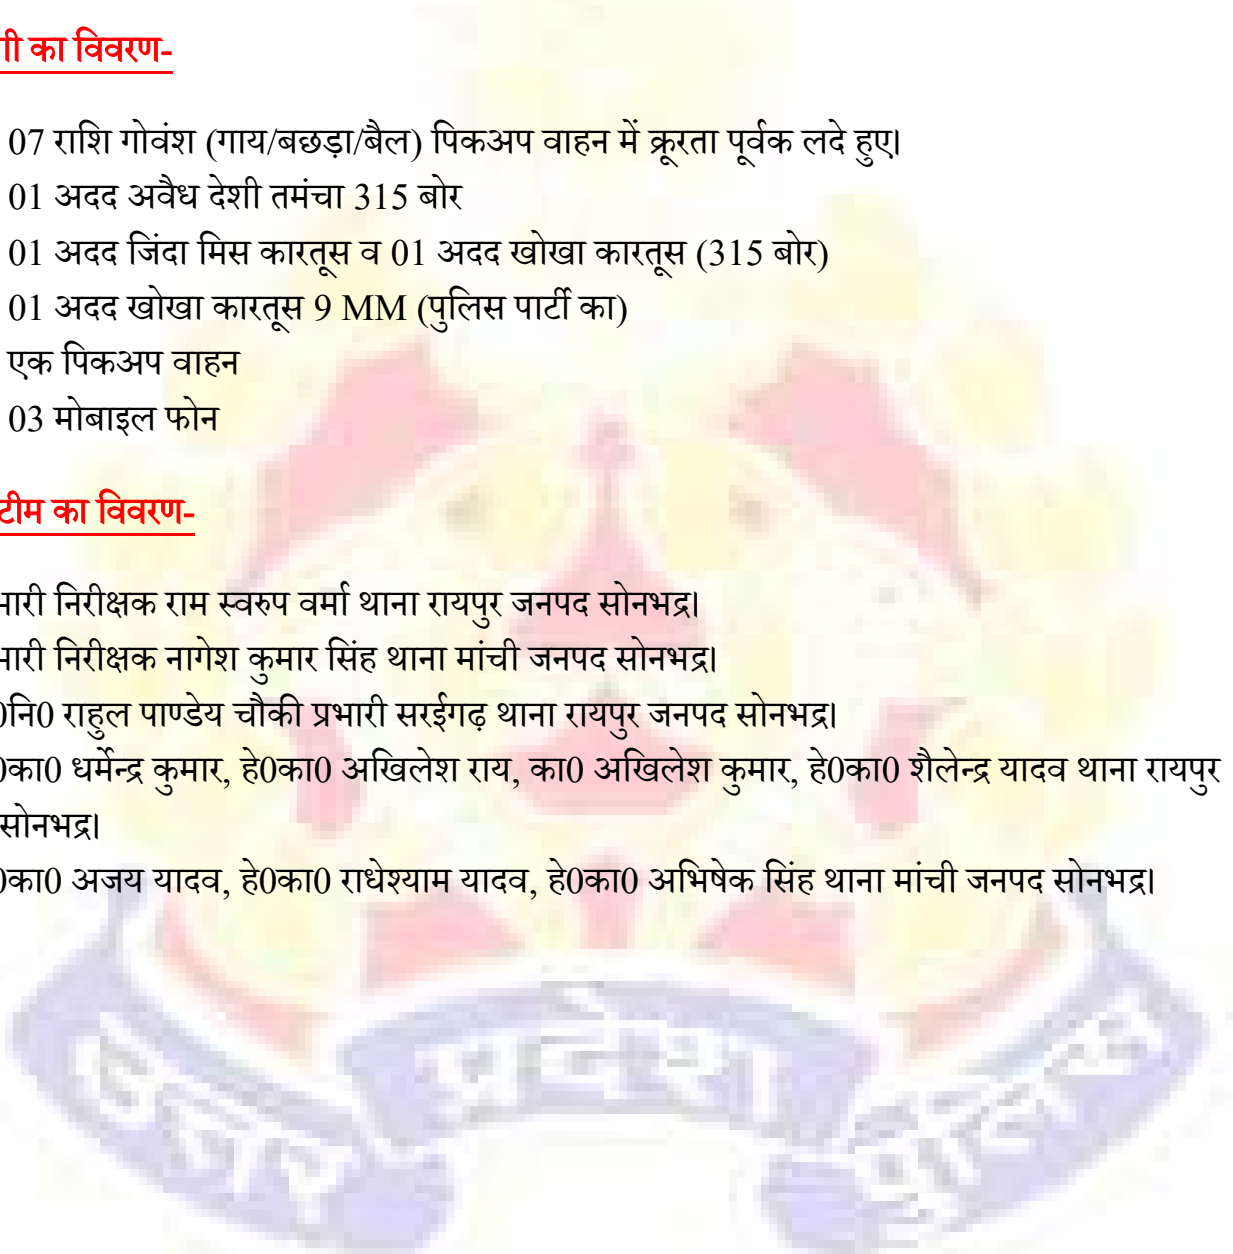 गी का विवरण-
07 राशि गोवंश (गाय/बछड़ा/बैल) पिकअप वाहन में क्रूरता पूर्वक लदे हुए।
01 अदद अवैध देशी तमंचा 315 बोर
01 अदद जिंदा मिस कारतूस व 01 अदद खोखा कारतूस (315 बोर)
01 अदद खोखा कारतूस 9 MM (पुलिस पार्टी का)
एक पिकअप वाहन
03 मोबाइल फोन
टीम का विवरण-
भारी निरीक्षक राम स्वरुप वर्मा थाना रायपुर जनपद सोनभद्र।
भारी निरीक्षक नागेश कुमार सिंह थाना मांची जनपद सोनभद्र।
0नि0 राहुल पाण्डेय चौकी प्रभारी सरईगढ़ थाना रायपुर जनपद सोनभद्र।
0का0 धर्मेन्द्र कुमार, हे0का0 अखिलेश राय, का0 अखिलेश कुमार, हे0का0 शैलेन्द्र यादव थाना रायपुर
सोनभद्र।
0का0 अजय यादव, हे0का0 राधेश्याम यादव, हे0का0 अभिषेक सिंह थाना मांची जनपद सोनभद्र।